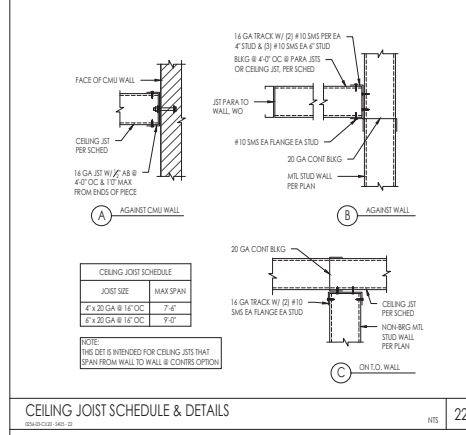 FACE OF CMU WALL
CEILING JST
PER SCHED
16 GA JST W/ ½" AB @
4'-0" OC & 1'0" MAX
FROM ENDS OF PIECE
A
AGAINST CMU WALL
16 GA TRACK W/ (2) #10 SMS PER EA
4" STUD & (3) #10 SMS EA 6" STUD
BLKG @ 4'-0" OC @ PARA JSTS
OR CEILING JST, PER SCHED
JST PARA TO
WALL, WO
#10 SMS EA FLANGE EA STUD
20 GA CONT BLKG
MTL STUD WALL
PER PLAN
B
AGAINST WALL
CEILING JOIST SCHEDULE
JOIST SIZE MAX SPAN
4" x 20 GA @ 16" OC 7'-6"
6" x 20 GA @ 16" OC 9'-0"
NOTE:
THIS DET IS INTENDED FOR CEILING JSTS THAT
SPAN FROM WALL TO WALL @ CONTRS OPTION
20 GA CONT BLKG
16 GA TRACK W/ (2) #10
SMS EA FLANGE EA STUD
CEILING JST
PER SCHED
NON-BRG MTL
STUD WALL
PER PLAN
C
ON T.O. WALL
CEILING JOIST SCHEDULE & DETAILS
NTS
22